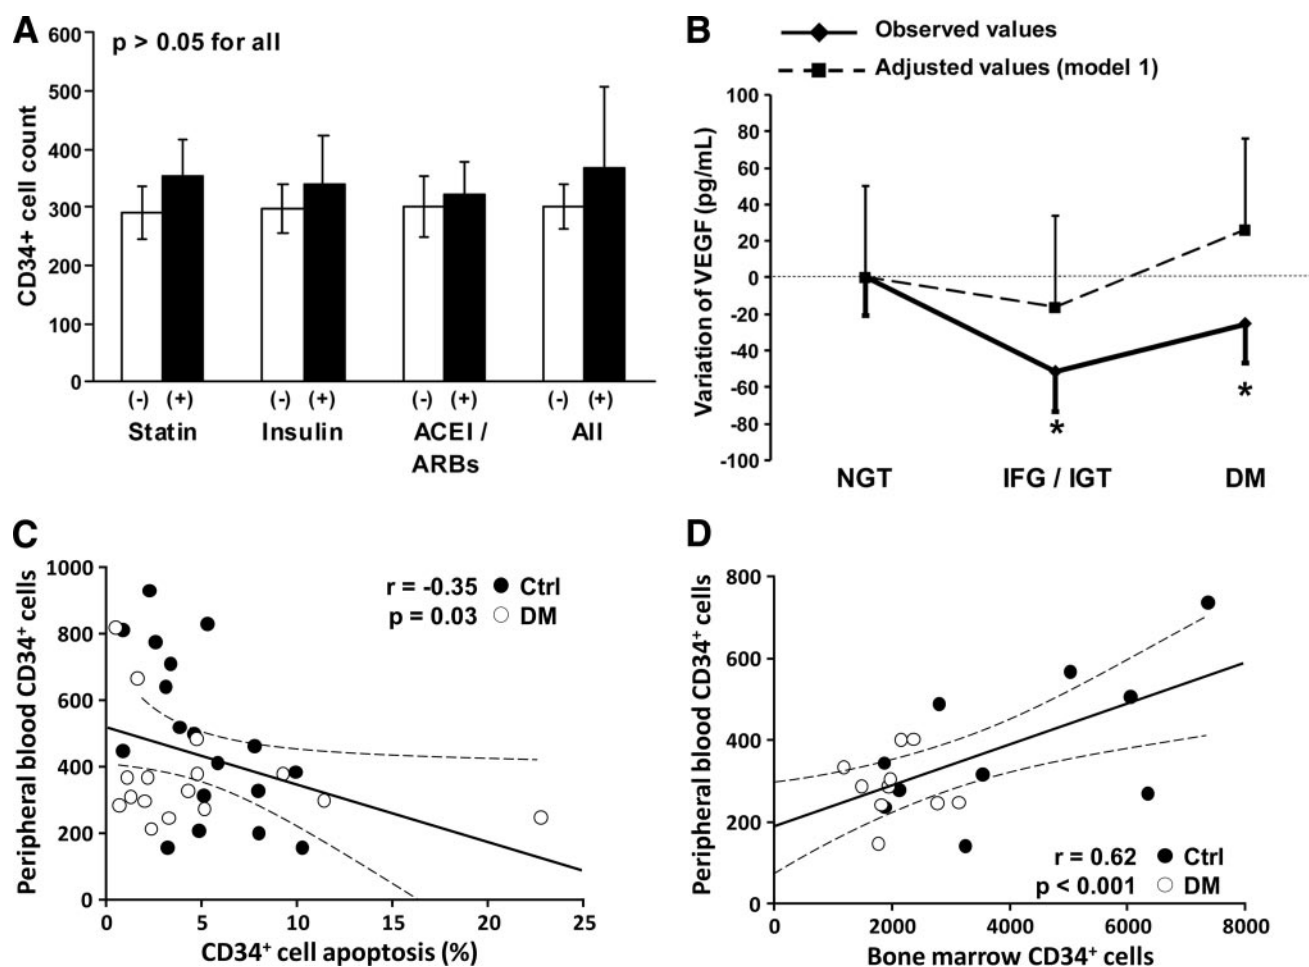 A
p > 0.05 for all
CD34+ cell count
600
500
400
300
200
100
0
(-) (+) (-) (+) (-) (+) (-) (+)
Statin Insulin ACEI / All
ARBs
B
Observed values
Adjusted values (model 1)
Variation of VEGF (pg/mL)
100
80
60
40
20
0
-20
-40
-60
-80
-100
*
*
NGT IFG / IGT DM
C
Peripheral blood CD34⁺ cells
1000
800
600
400
200
0
r = -0.35 Ctrl
p = 0.03 DM
0 5 10 15 20 25
CD34⁺ cell apoptosis (%)
D
Peripheral blood CD34⁺ cells
800
600
400
200
0
r = 0.62 Ctrl
p < 0.001 DM
0 2000 4000 6000 8000
Bone marrow CD34⁺ cells